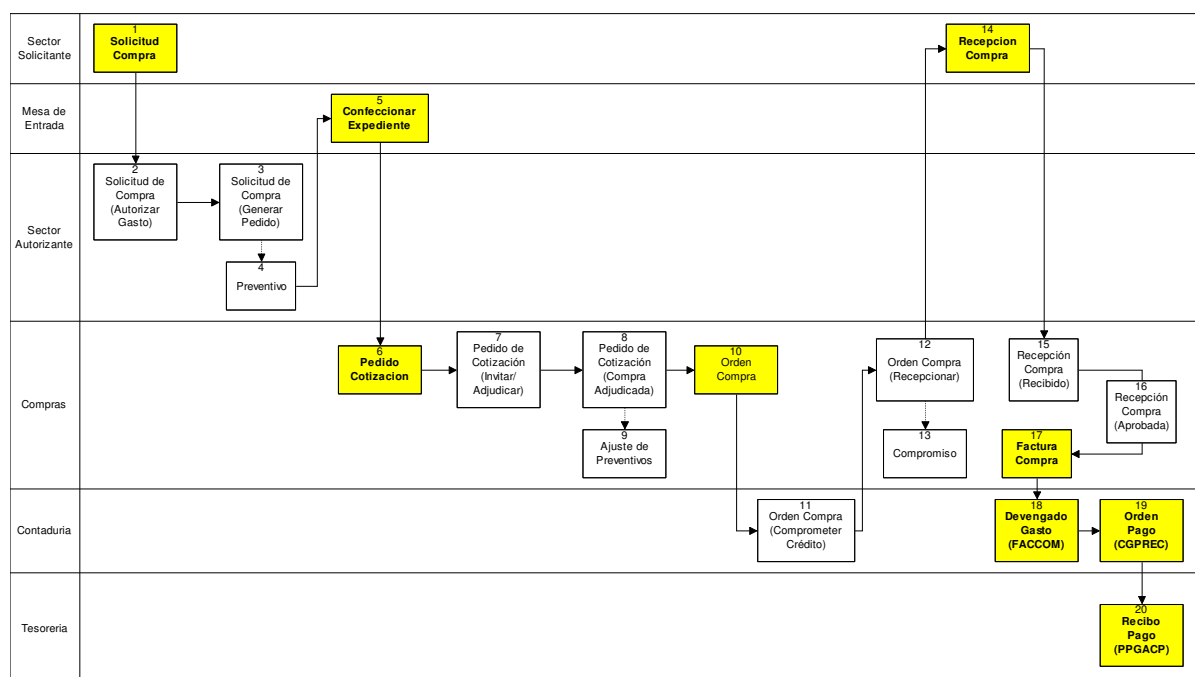 Sector
Solicitante
1
Solicitud
Compra
14
Recepcion
Compra
Mesa de
Entrada
5
Confeccionar
Expediente
Sector
Autorizante
2
Solicitud de
Compra
(Autorizar
Gasto)
3
Solicitud de
Compra
(Generar
Pedido)
4
Preventivo
Compras
6
Pedido
Cotizacion
7
Pedido de
Cotización
(Invitar/
Adjudicar)
8
Pedido de
Cotización
(Compra
Adjudicada)
9
Ajuste de
Preventivos
10
Orden
Compra
12
Orden Compra
(Recepcionar)
13
Compromiso
15
Recepción
Compra
(Recibido)
16
Recepción
Compra
(Aprobada)
17
Factura
Compra
Contaduria
11
Orden Compra
(Comprometer
Crédito)
18
Devengado
Gasto
(FACCOM)
19
Orden
Pago
(CGPREC)
Tesoreria
20
Recibo
Pago
(PPGACP)